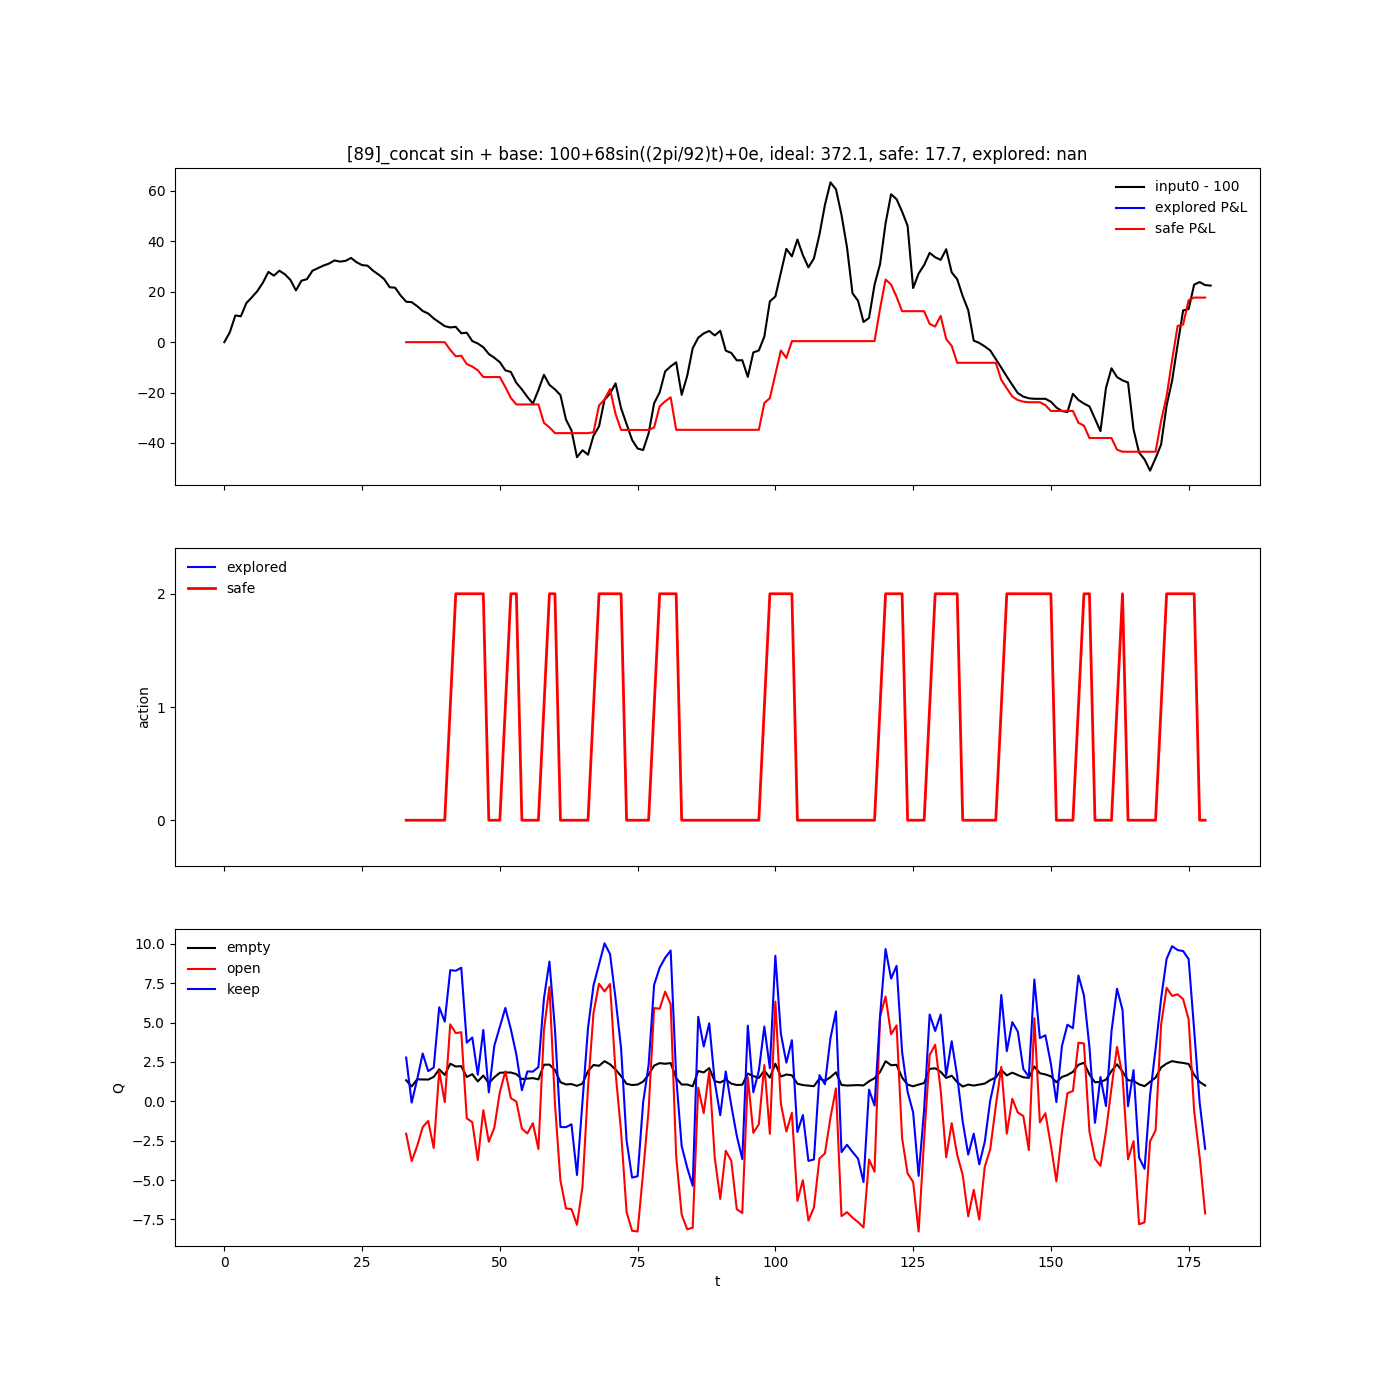 [89]_concat sin + base: 100+68sin((2pi/92)t)+0e, ideal: 372.1, safe: 17.7, explored: nan
60
40
20
0
−20
−40
input0 - 100
explored P&L
safe P&L
action
2
1
0
explored
safe
Q
10.0
7.5
5.0
2.5
0.0
−2.5
−5.0
−7.5
empty
open
keep
0 25 50 75 100 125 150 175
t